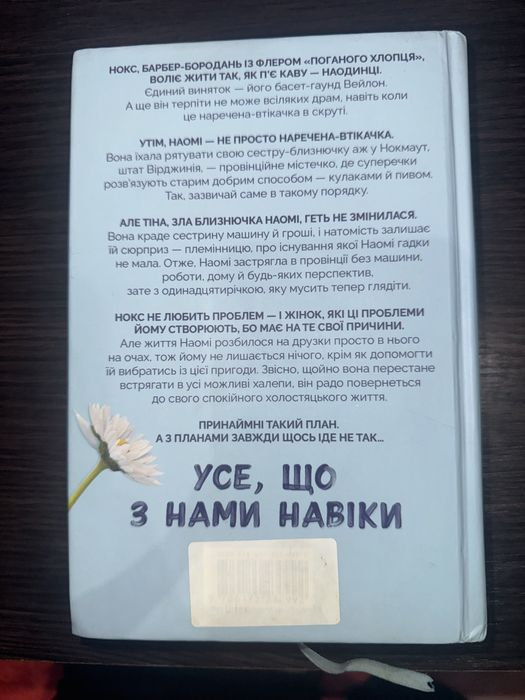 НОКС, БАРБЕР-БОРОДАНЬ ІЗ ФЛЕРОМ «ПОГАНОГО ХЛОПЦЯ»,
ВОЛІЄ ЖИТИ ТАК, ЯК П'Є КАВУ — НАОДИНЦІ.
Єдиний виняток — його басет-гаунд Вейлон.
А ще він терпіти не може всіляких драм, навіть коли
це наречена-втікачка в скруті.
УТІМ, НАОМІ — НЕ ПРОСТО НАРЕЧЕНА-ВТІКАЧКА.
Вона їхала рятувати свою сестру-близнючку аж у Нокмаут,
штат Вірджинія, — провінційне містечко, де суперечки
розв'язують старим добрим способом — кулаками й пивом.
Так, зазвичай саме в такому порядку.
АЛЕ ТІНА, ЗЛА БЛИЗНЮЧКА НАОМІ, ГЕТЬ НЕ ЗМІНИЛАСЯ.
Вона краде сестрину машину й гроші, і натомість залишає
їй сюрприз — племінницю, про існування якої Наомі гадки
не мала. Отже, Наомі застрягла в провінції без машини,
роботи, дому й будь-яких перспектив,
зате з одинадцятирічкою, яку мусить тепер глядіти.
НОКС НЕ ЛЮБИТЬ ПРОБЛЕМ — І ЖІНОК, ЯКІ ЦІ ПРОБЛЕМИ
ЙОМУ СТВОРЮЮТЬ, БО МАЄ НА ТЕ СВОЇ ПРИЧИНИ.
Але життя Наомі розбилося на друзки просто в нього
на очах, тож йому не лишається нічого, крім як допомогти
їй вибратись із цієї пригоди. Звісно, щойно вона перестане
встрягати в усі можливі халепи, він радо повернеться
до свого спокійного холостяцького життя.
ПРИНАЙМНІ ТАКИЙ ПЛАН.
А З ПЛАНАМИ ЗАВЖДИ ЩОСЬ ІДЕ НЕ ТАК...
УСЕ, ЩО
З НАМИ НАВІКИ